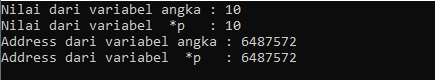 Nilai dari variabel angka : 10
Nilai dari variabel  *p   : 10
Address dari variabel angka : 6487572
Address dari variabel  *p   : 6487572